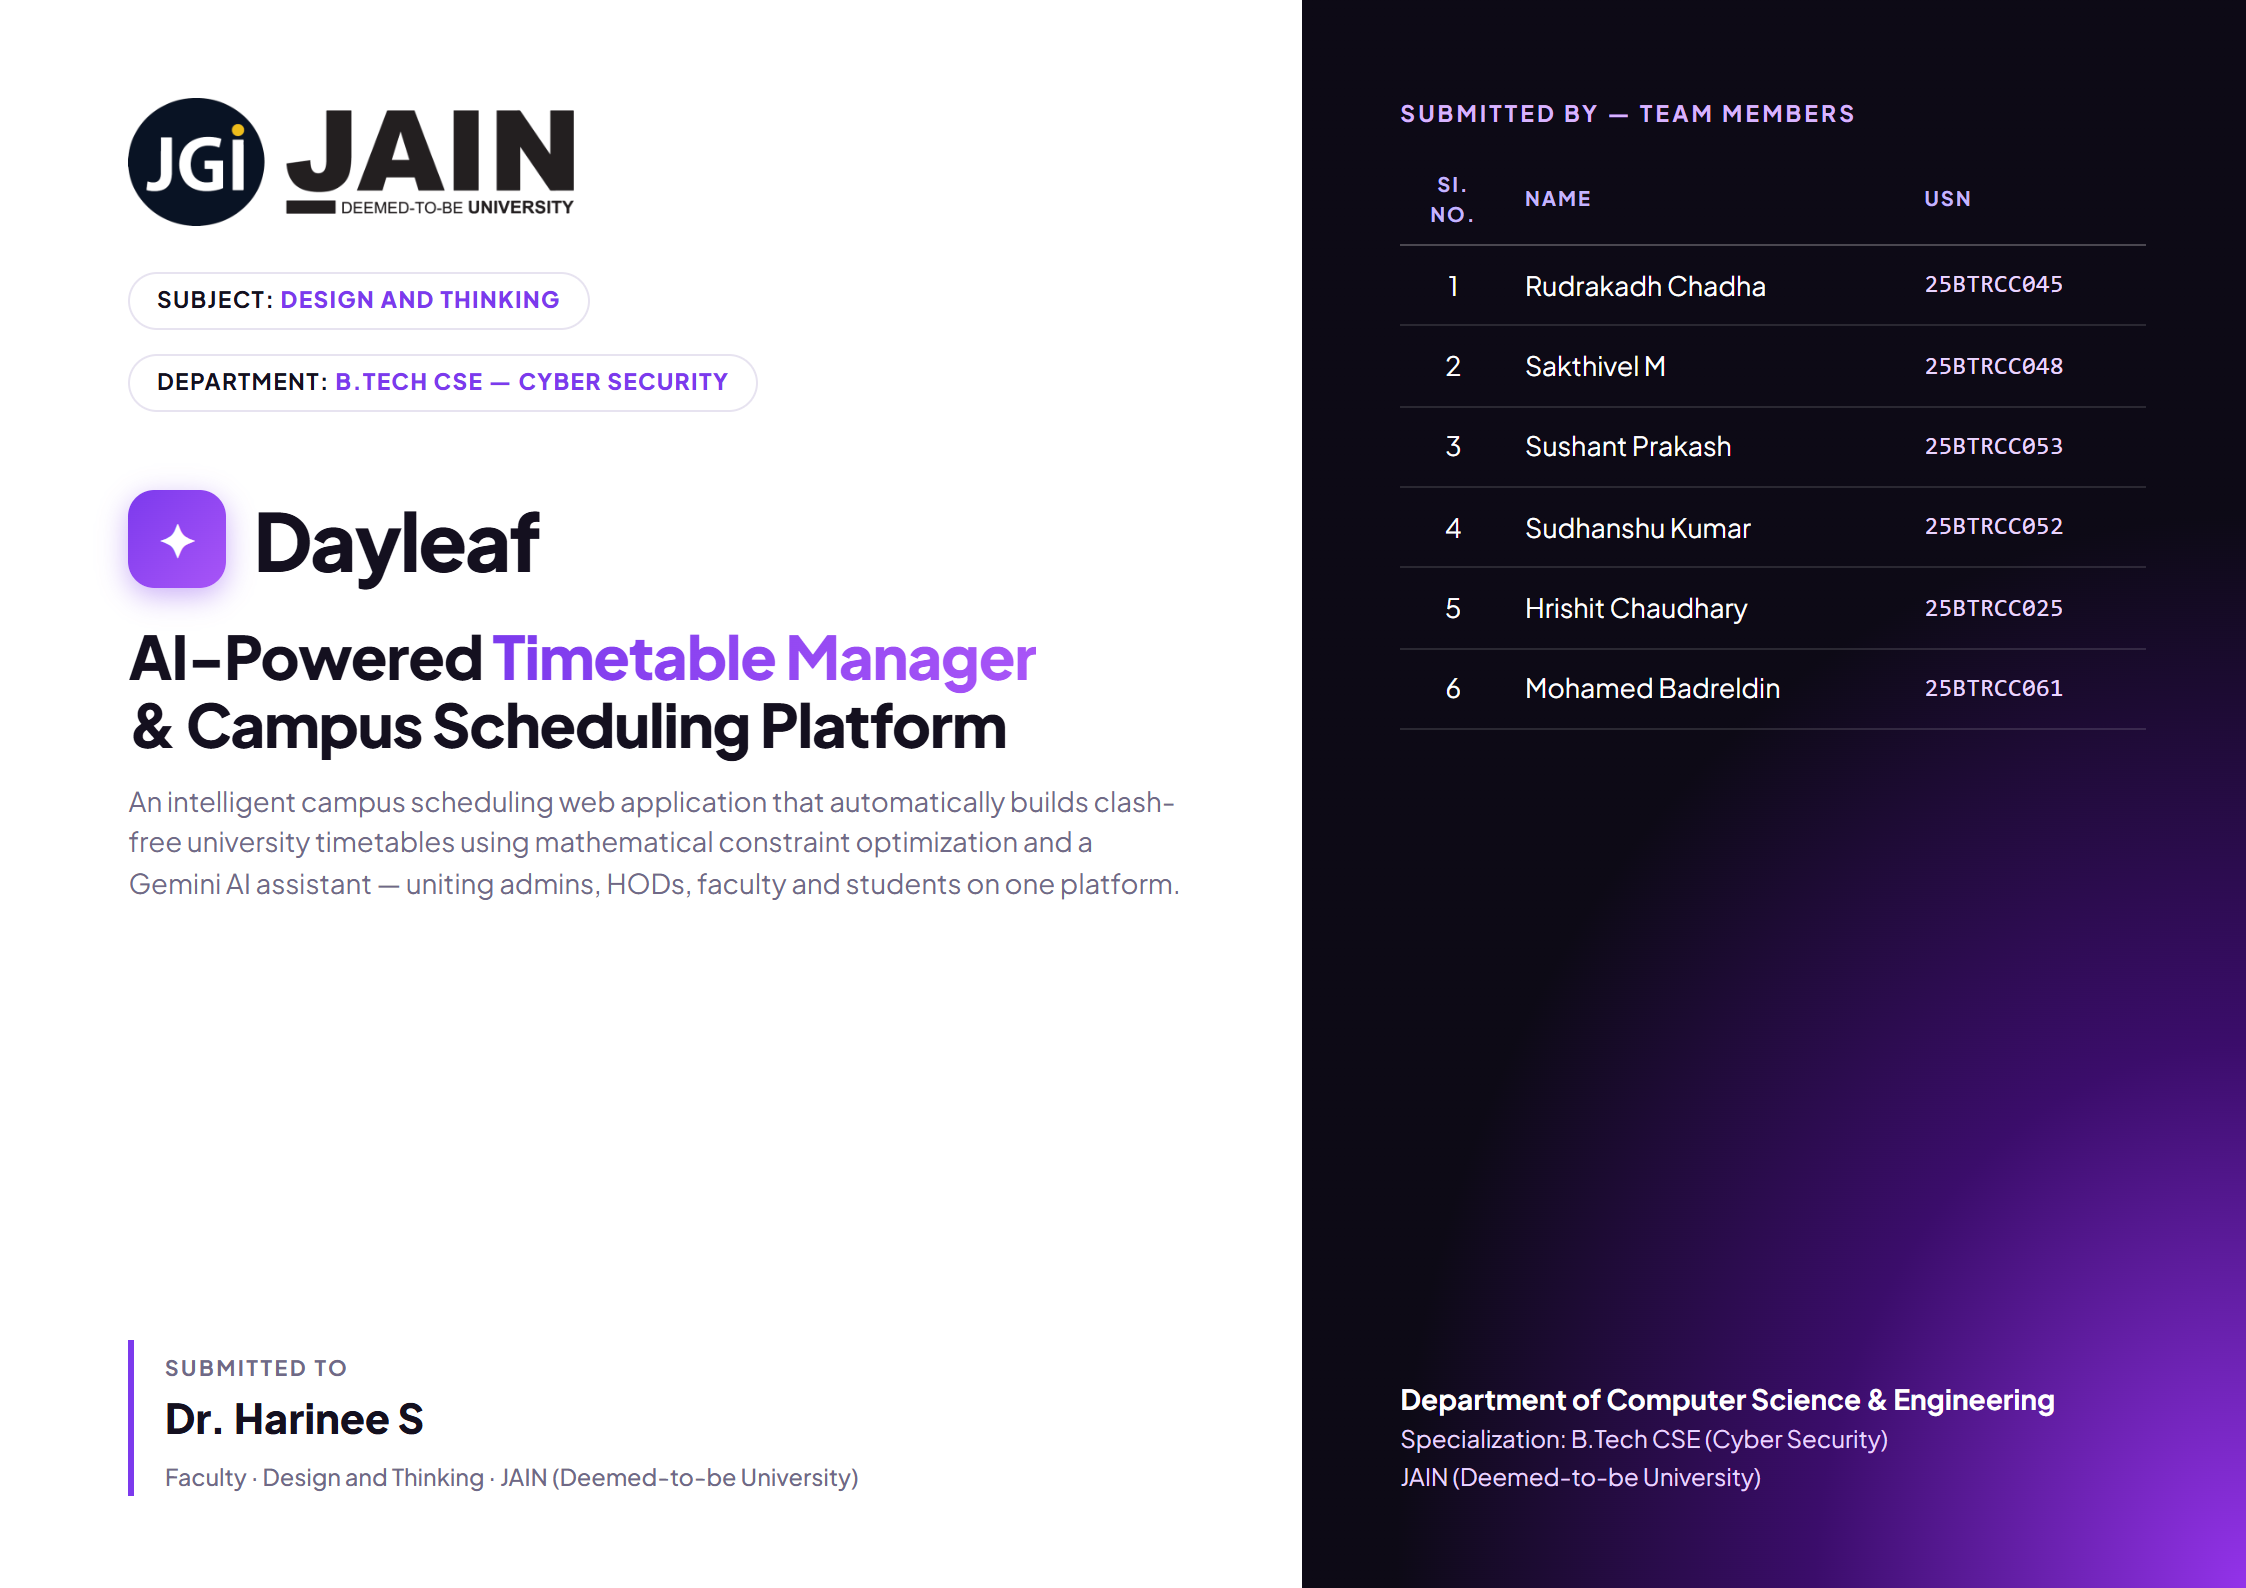 JGi JAIN
DEEMED-TO-BE UNIVERSITY
SUBJECT: DESIGN AND THINKING
DEPARTMENT: B.TECH CSE — CYBER SECURITY
Dayleaf
AI-Powered Timetable Manager
& Campus Scheduling Platform
An intelligent campus scheduling web application that automatically builds clash-
free university timetables using mathematical constraint optimization and a
Gemini AI assistant — uniting admins, HODs, faculty and students on one platform.
SUBMITTED TO
Dr. Harinee S
Faculty · Design and Thinking · JAIN (Deemed-to-be University)
SUBMITTED BY — TEAM MEMBERS
SI. NO. NAME USN
1 Rudrakadh Chadha 25BTRCC045
2 Sakthivel M 25BTRCC048
3 Sushant Prakash 25BTRCC053
4 Sudhanshu Kumar 25BTRCC052
5 Hrishit Chaudhary 25BTRCC025
6 Mohamed Badreldin 25BTRCC061
Department of Computer Science & Engineering
Specialization: B.Tech CSE (Cyber Security)
JAIN (Deemed-to-be University)